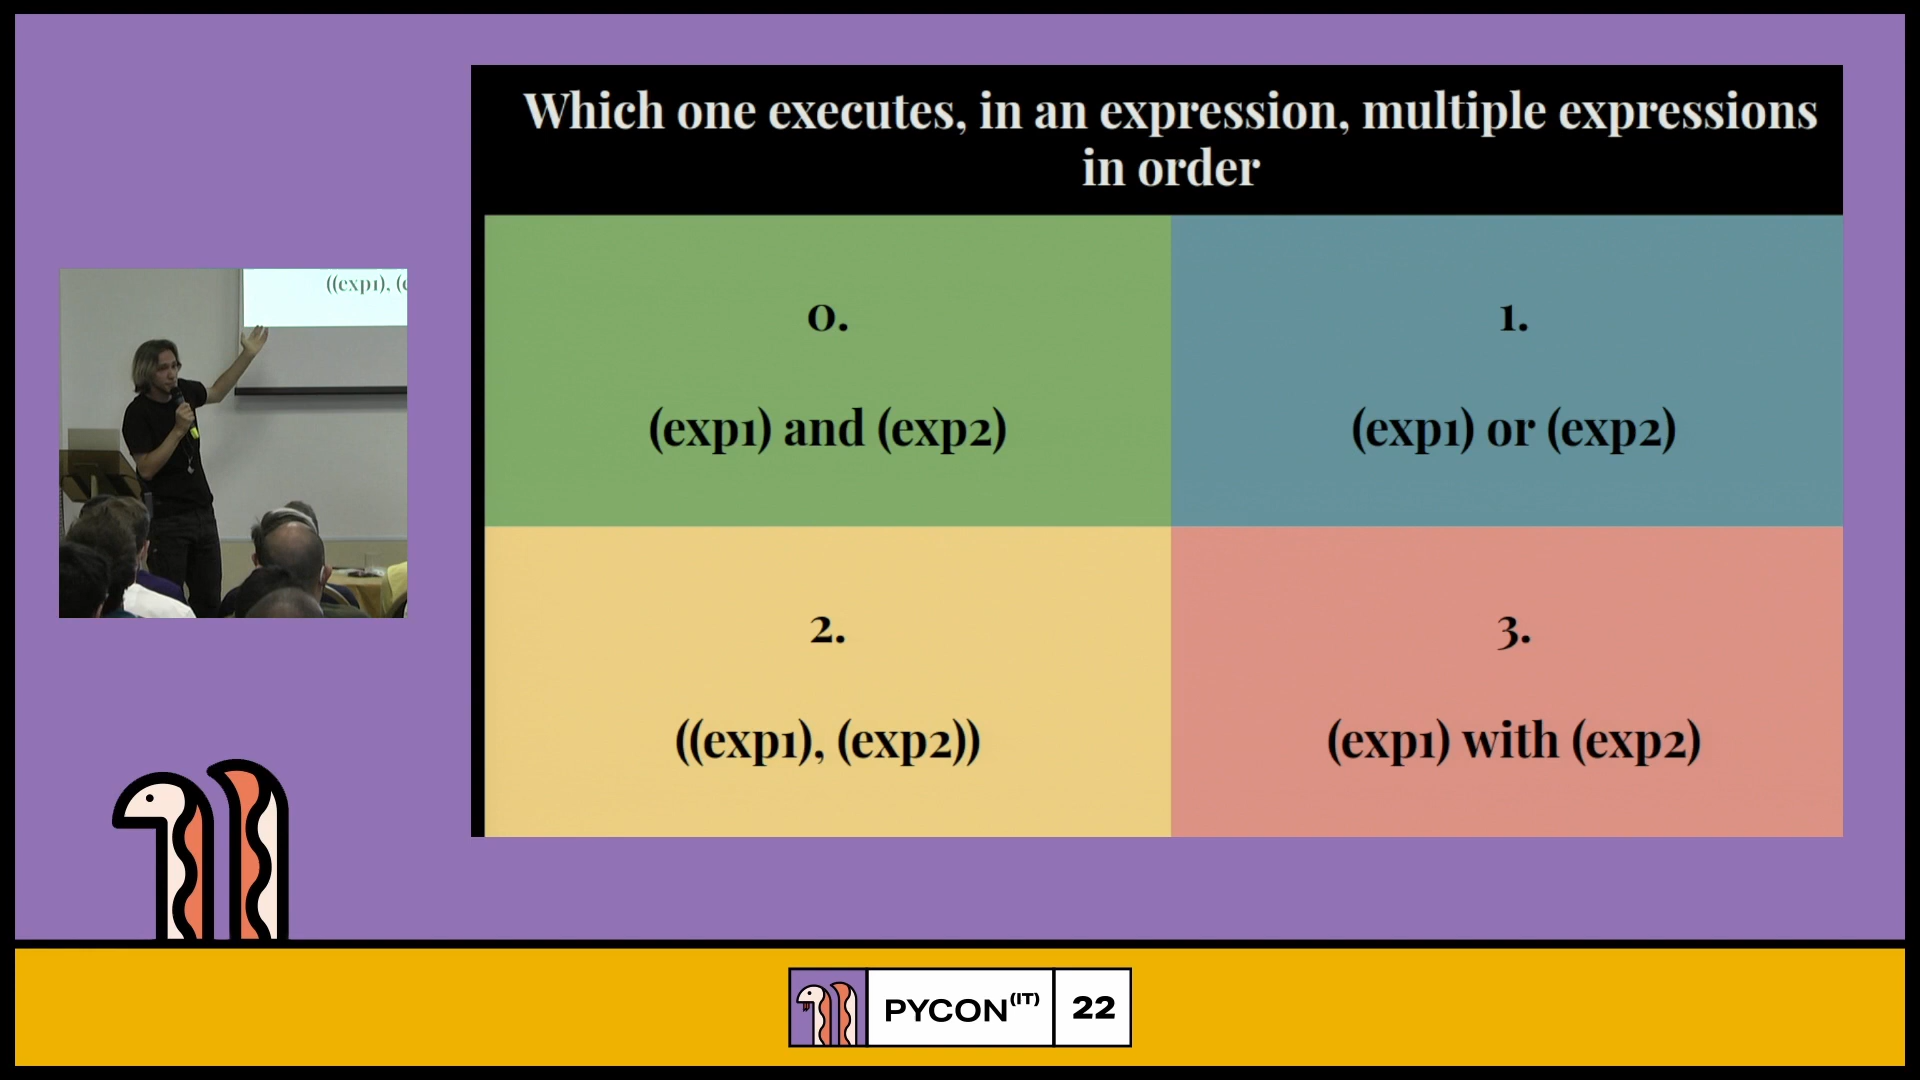 Which one executes, in an expression, multiple expressions
in order
0.
(exp1) and (exp2)
1.
(exp1) or (exp2)
2.
((exp1), (exp2))
3.
(exp1) with (exp2)
((exp1), (e
PYCON(IT) 22